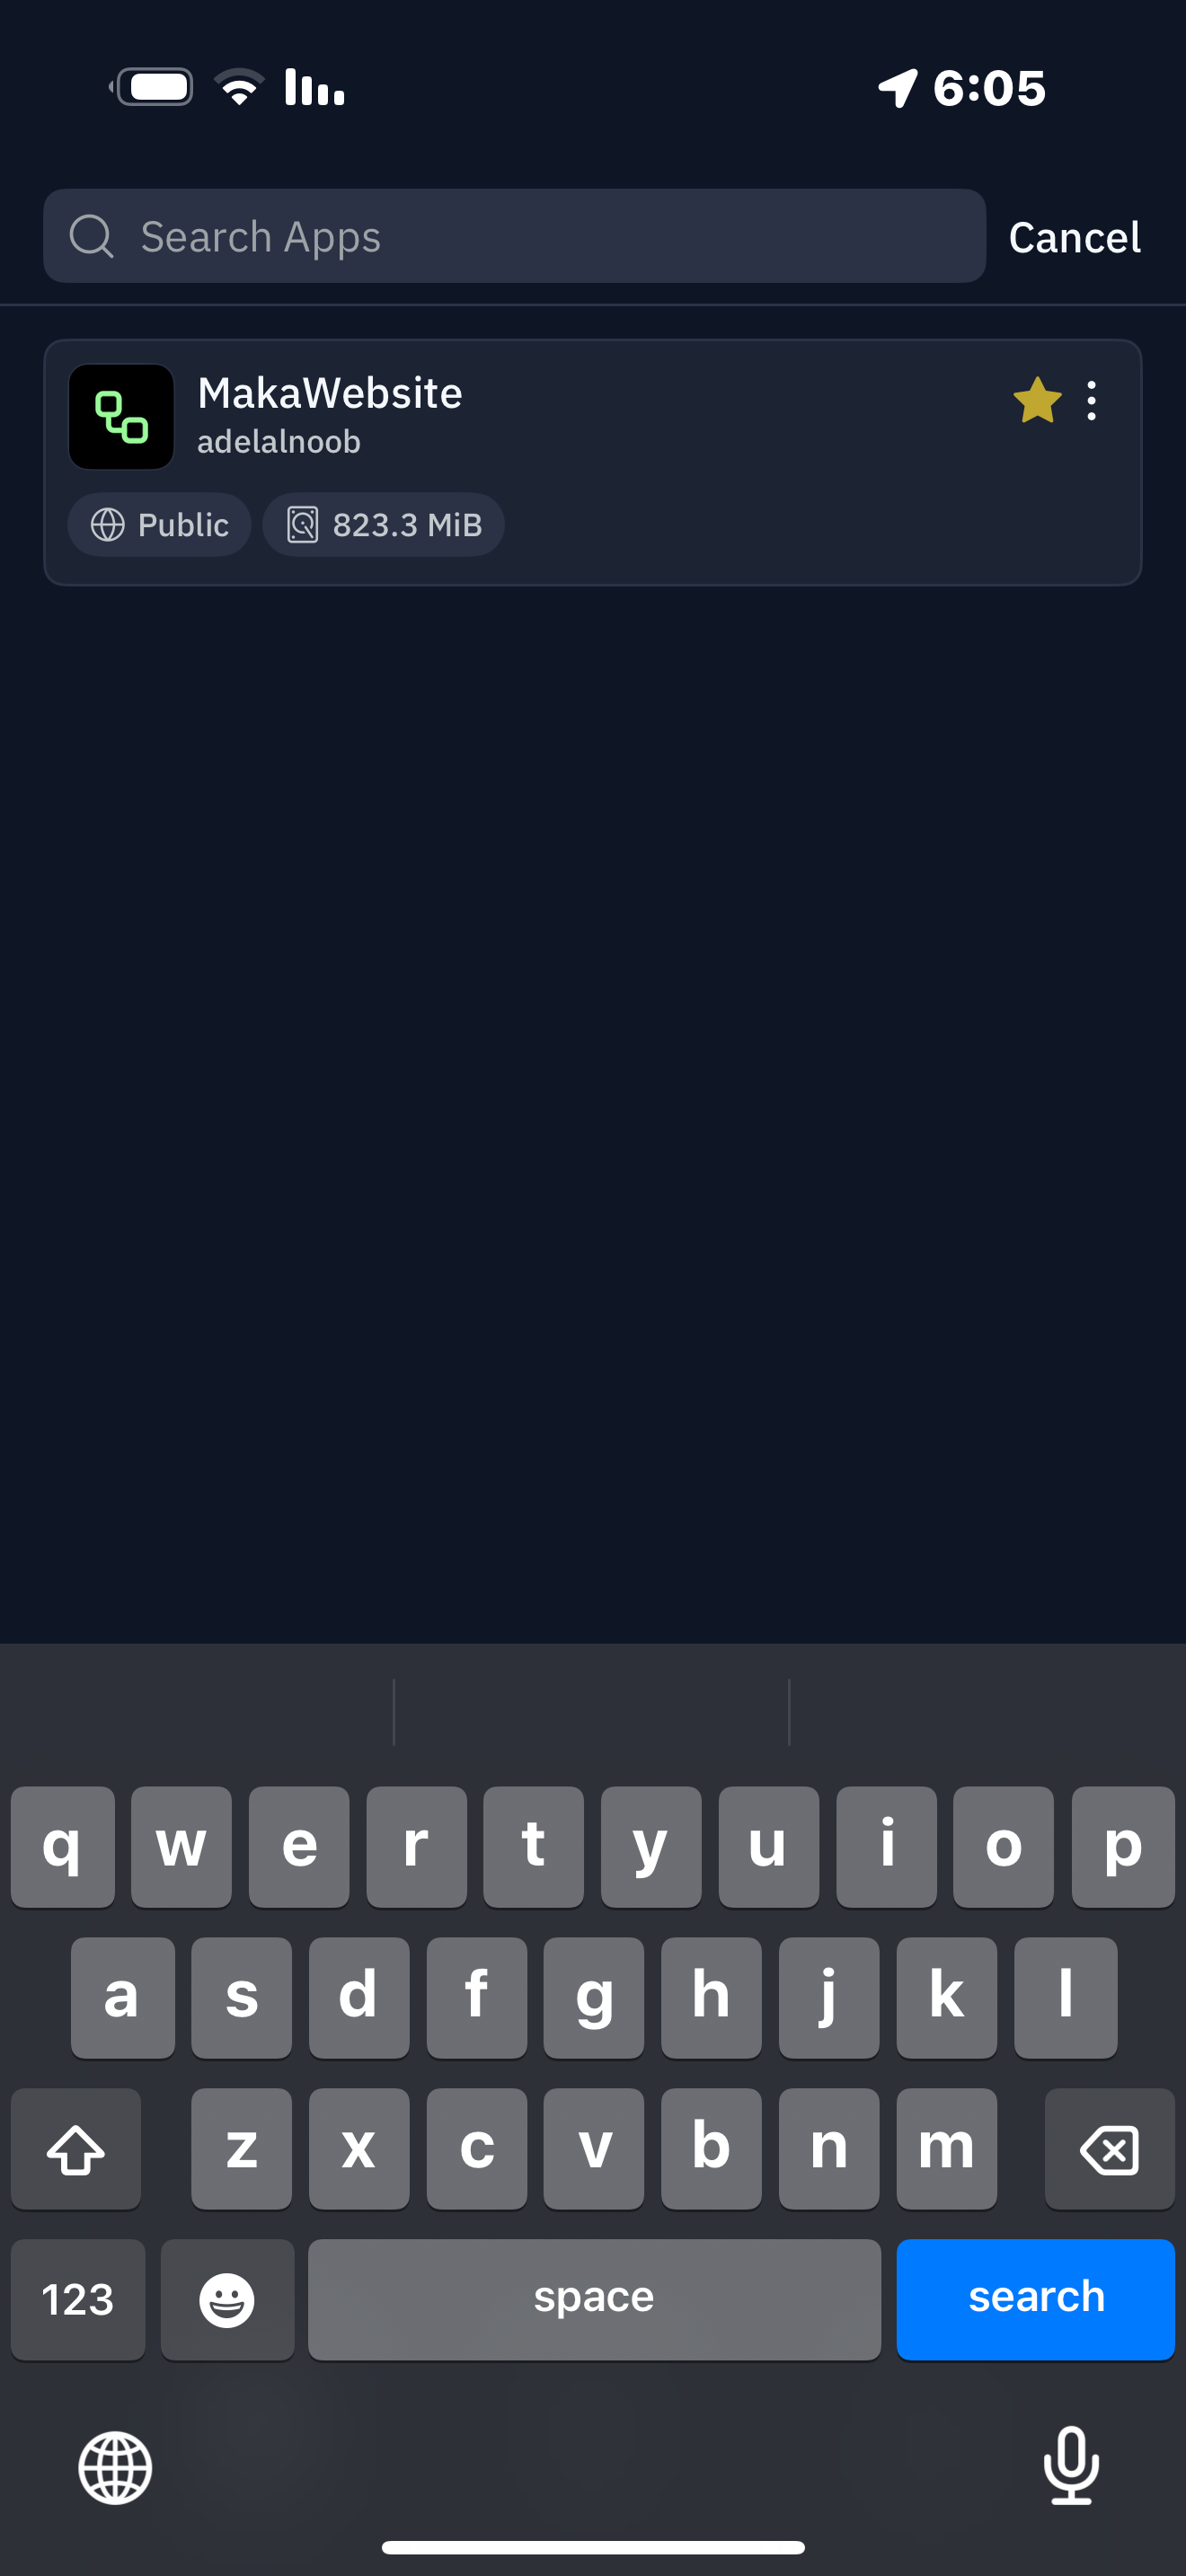 6:05
Search Apps
Cancel
MakaWebsite
adelalnoob
Public
823.3 MiB
q w e r t y u i o p
a s d f g h j k l
z x c v b n m
123 space search